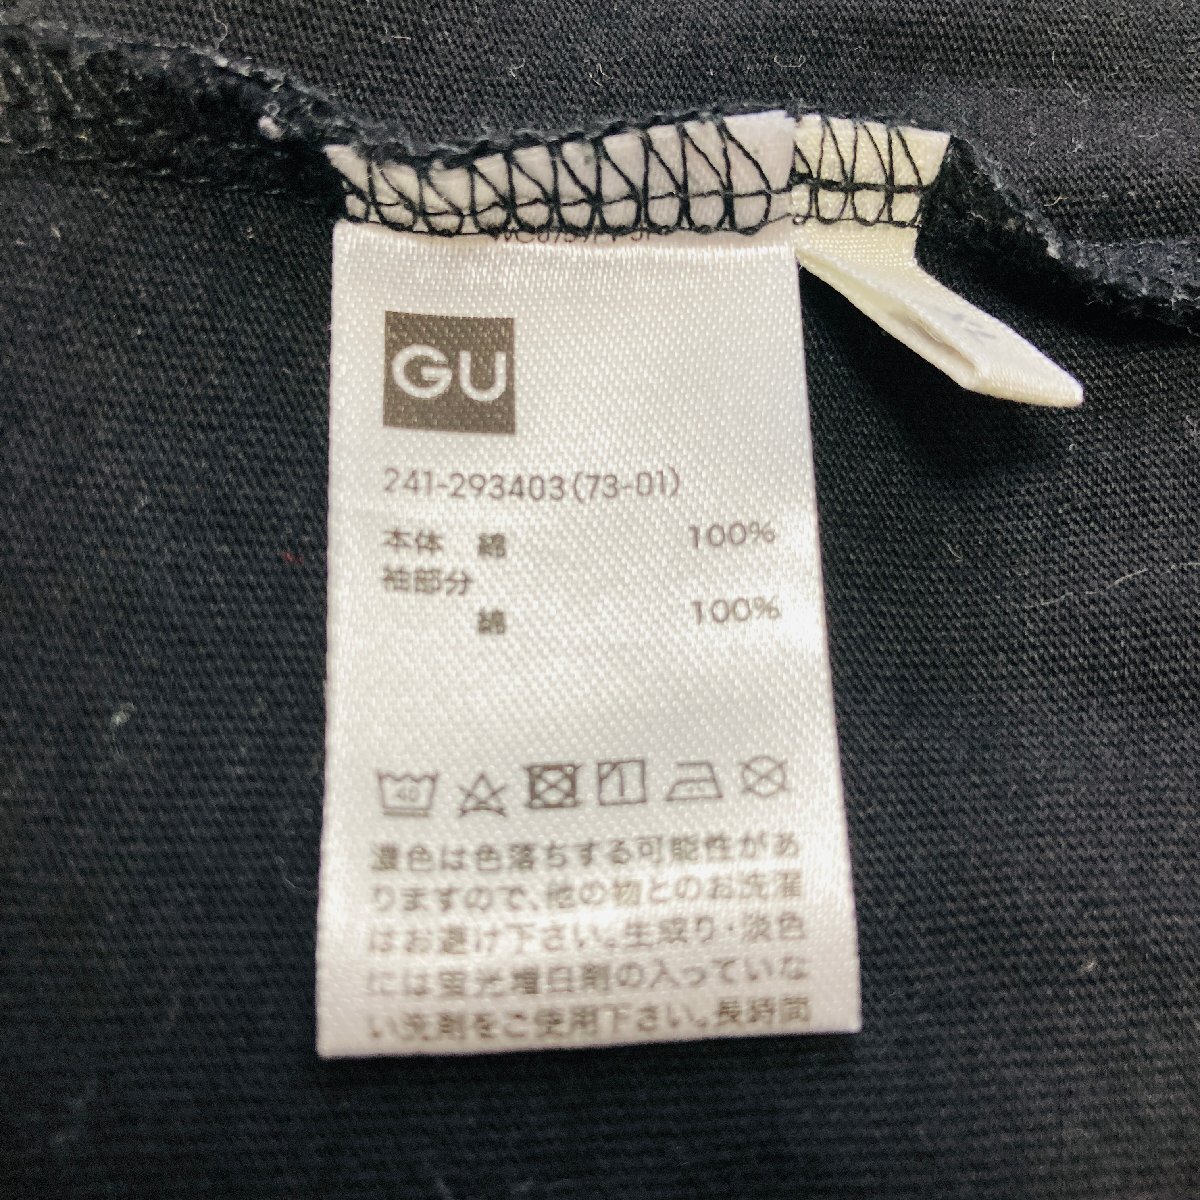 GU
241-293403(73-01)
本体 綿 100%
袖部分
綿 100%
40
濃色は色落ちする可能性があ
りますので、他の物とのお洗濯
はお避け下さい。生成り・淡色
には蛍光増白剤の入っていな
い洗剤をご使用下さい。長時間